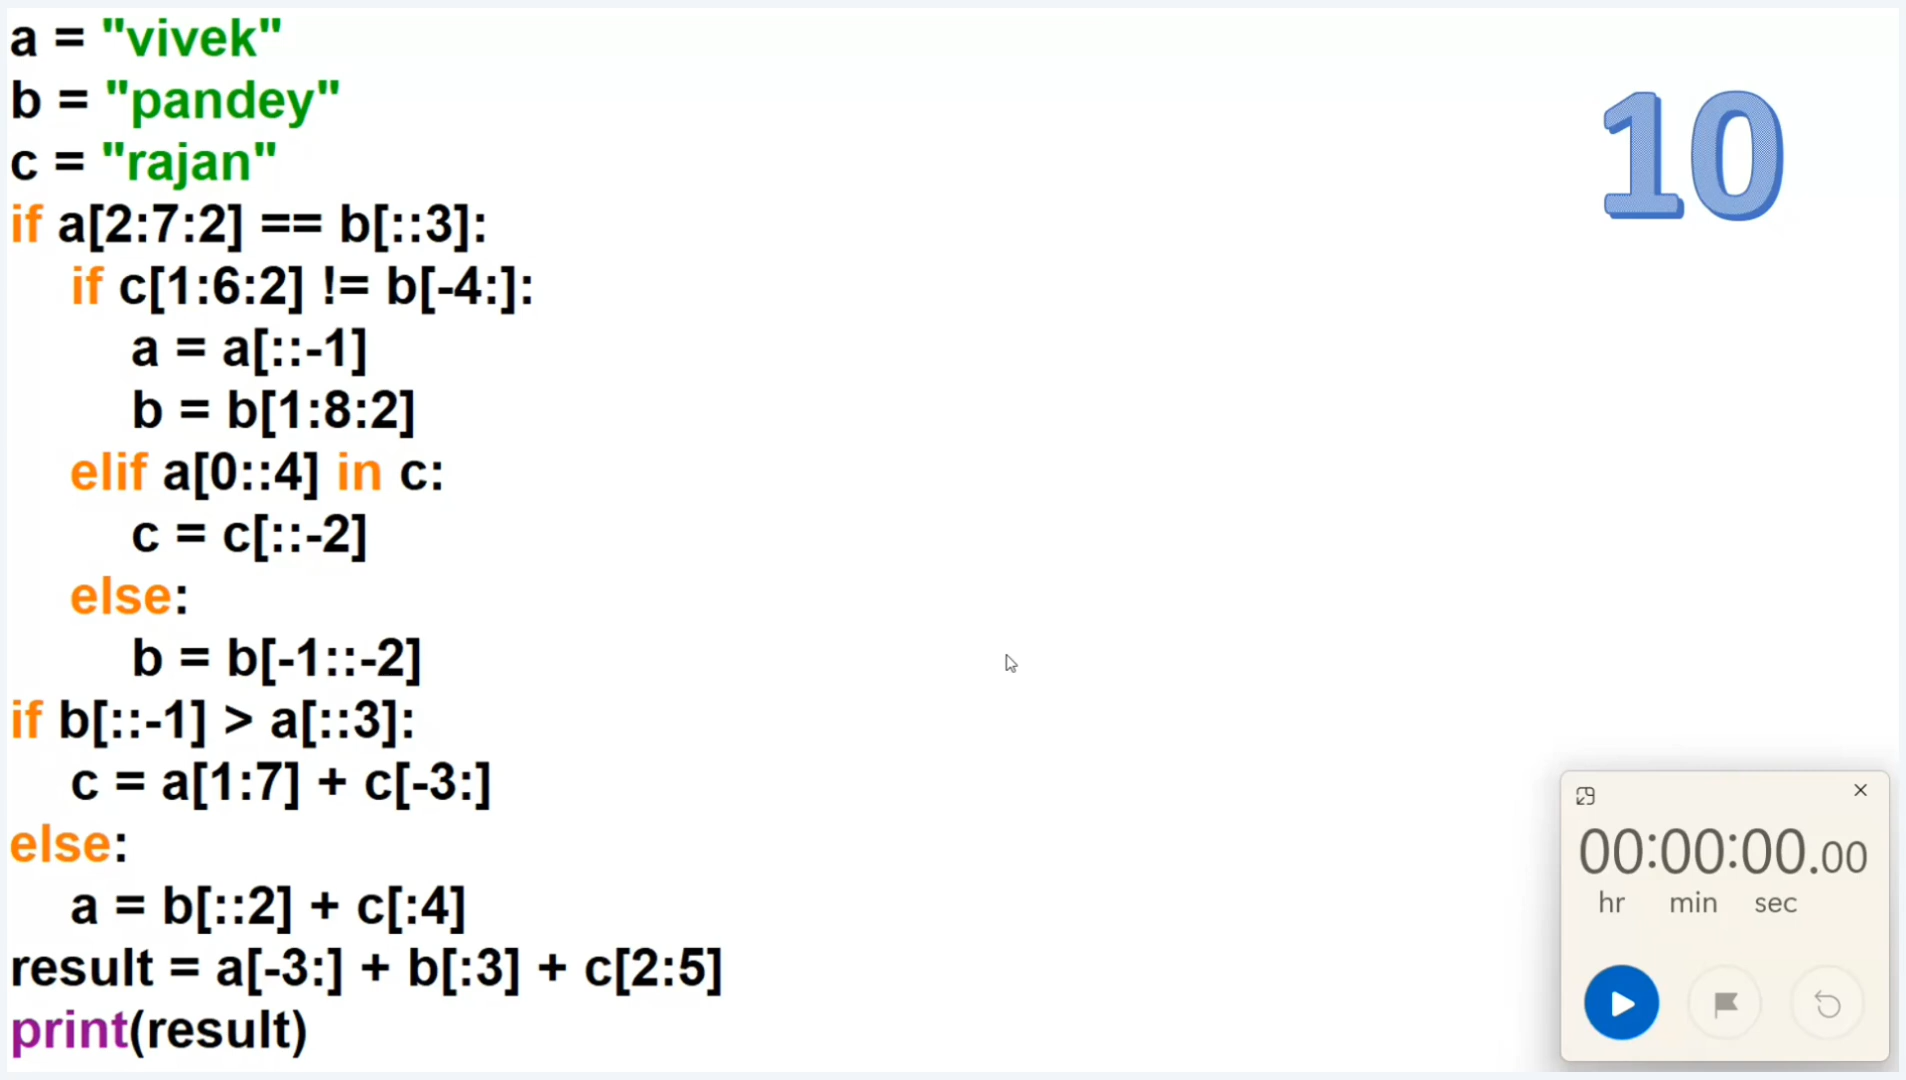 a = "vivek"
b = "pandey"
c = "rajan"
if a[2:7:2] == b[::3]:
if c[1:6:2] != b[-4:]:
a = a[::-1]
b = b[1:8:2]
elif a[0::4] in c:
c = c[::-2]
else:
b = b[-1::-2]
if b[::-1] > a[::3]:
c = a[1:7] + c[-3:]
else:
a = b[::2] + c[:4]
result = a[-3:] + b[:3] + c[2:5]
print(result)
10
00:00:00.00
hr min sec